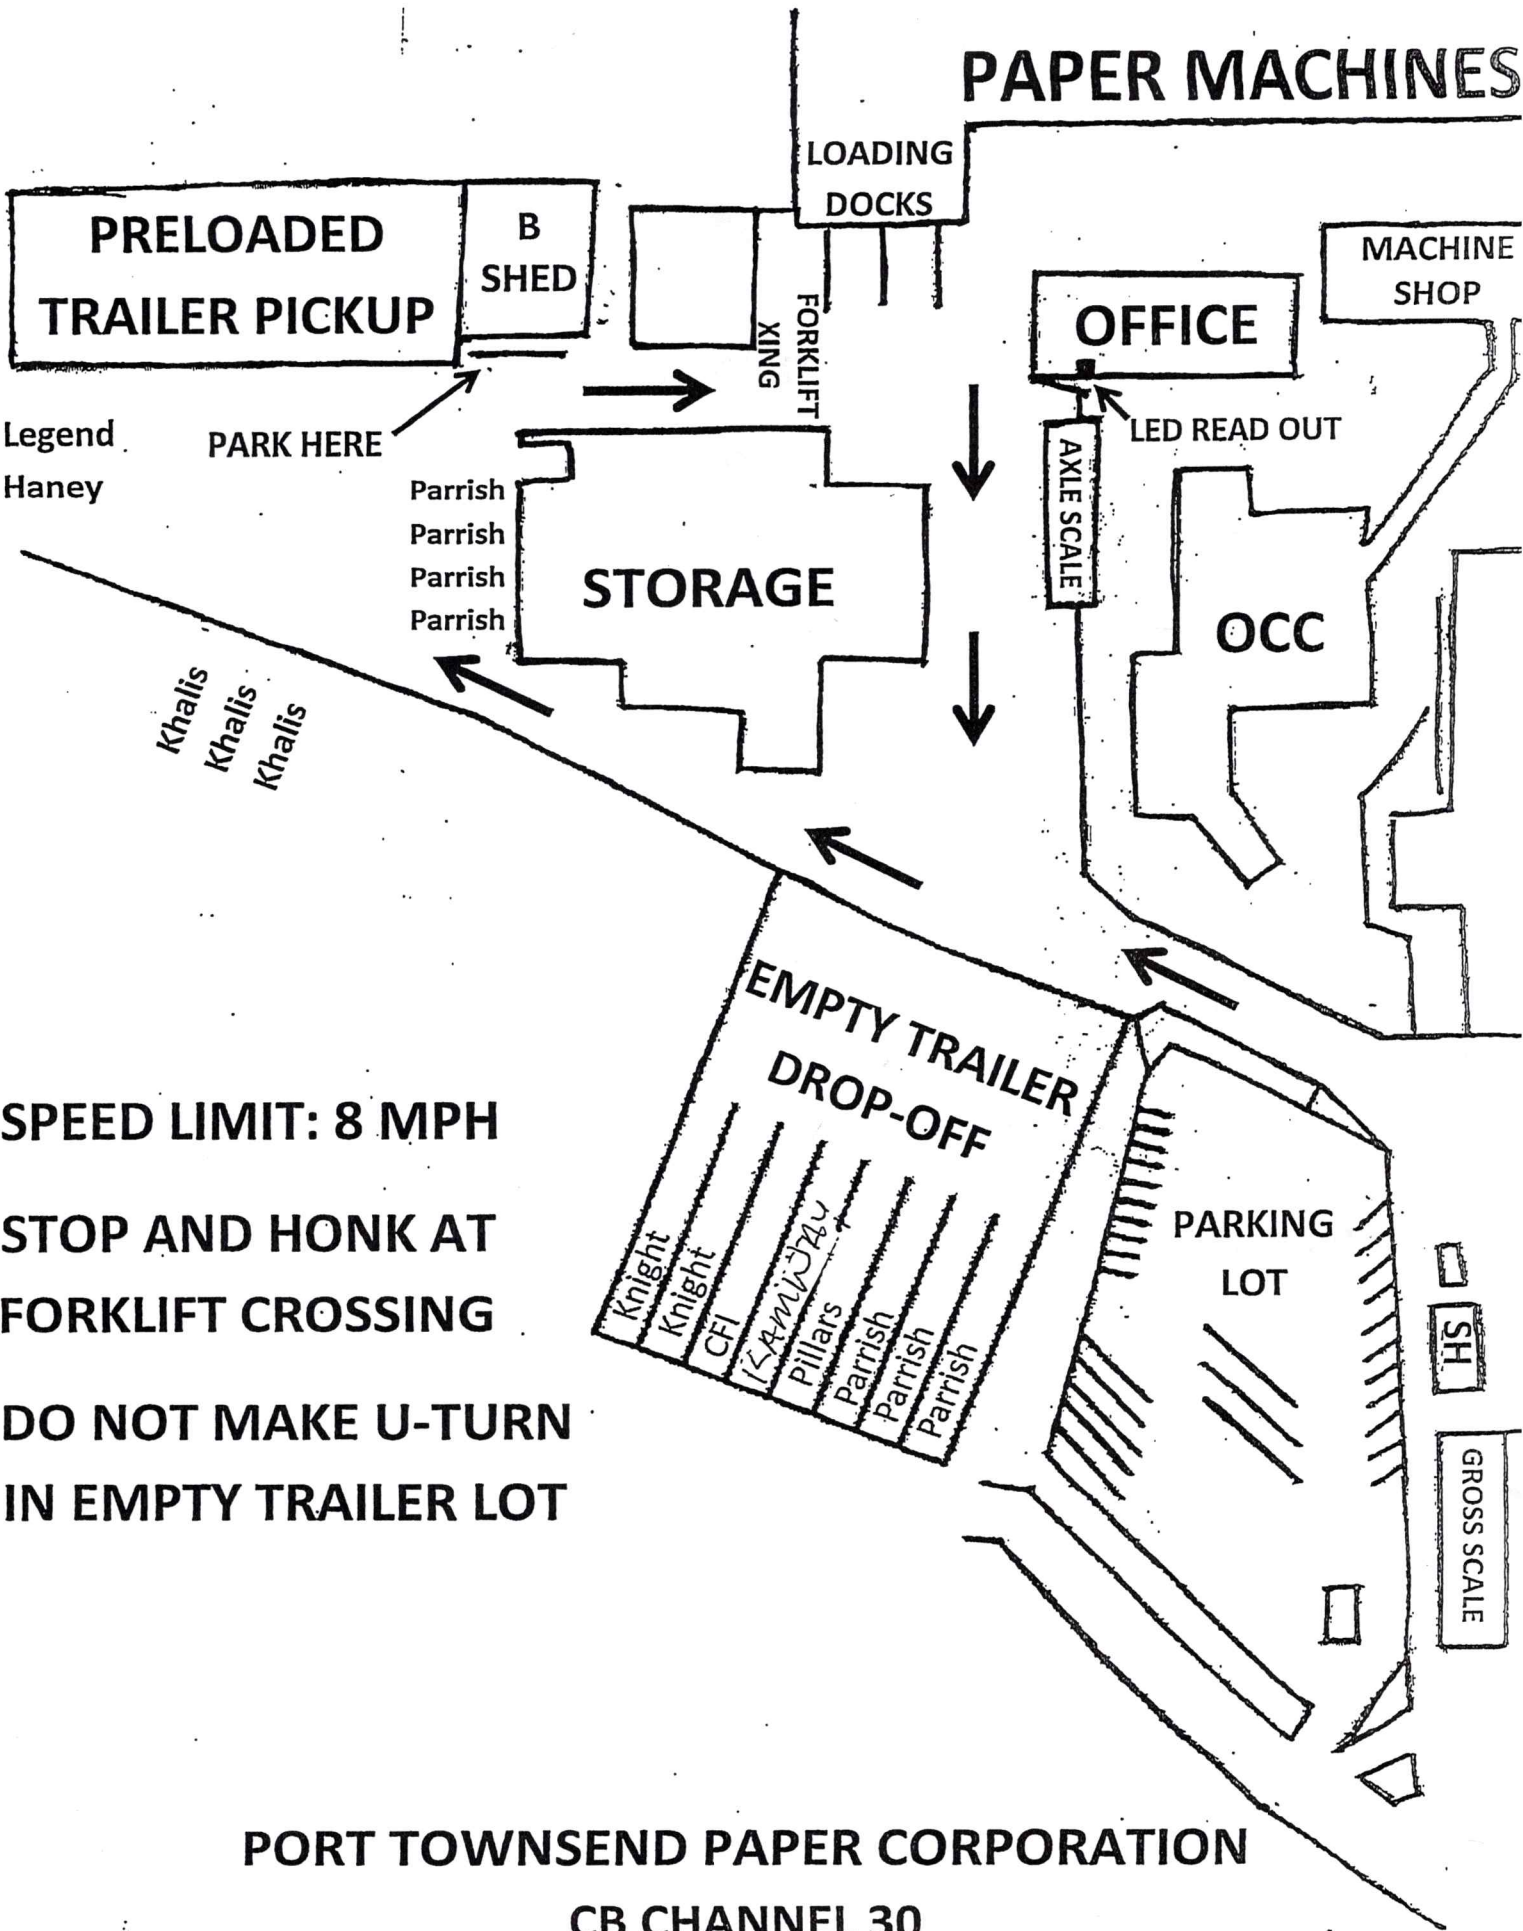 PAPER MACHINES
LOADING
DOCKS
PRELOADED
TRAILER PICKUP
B
SHED
FORKLIFT
XING
OFFICE
MACHINE
SHOP
LED READ OUT
AXLE SCALE
Legend
Haney
PARK HERE
Parrish
Parrish
Parrish
Parrish
STORAGE
OCC
Khalis
Khalis
Khalis
EMPTY TRAILER
DROP-OFF
Knight
Knight
CFI
KAMWAY
Pillars
Parrish
Parrish
Parrish
PARKING
LOT
SH
GROSS SCALE
SPEED LIMIT: 8 MPH
STOP AND HONK AT
FORKLIFT CROSSING
DO NOT MAKE U-TURN
IN EMPTY TRAILER LOT
PORT TOWNSEND PAPER CORPORATION
CB CHANNEL 30